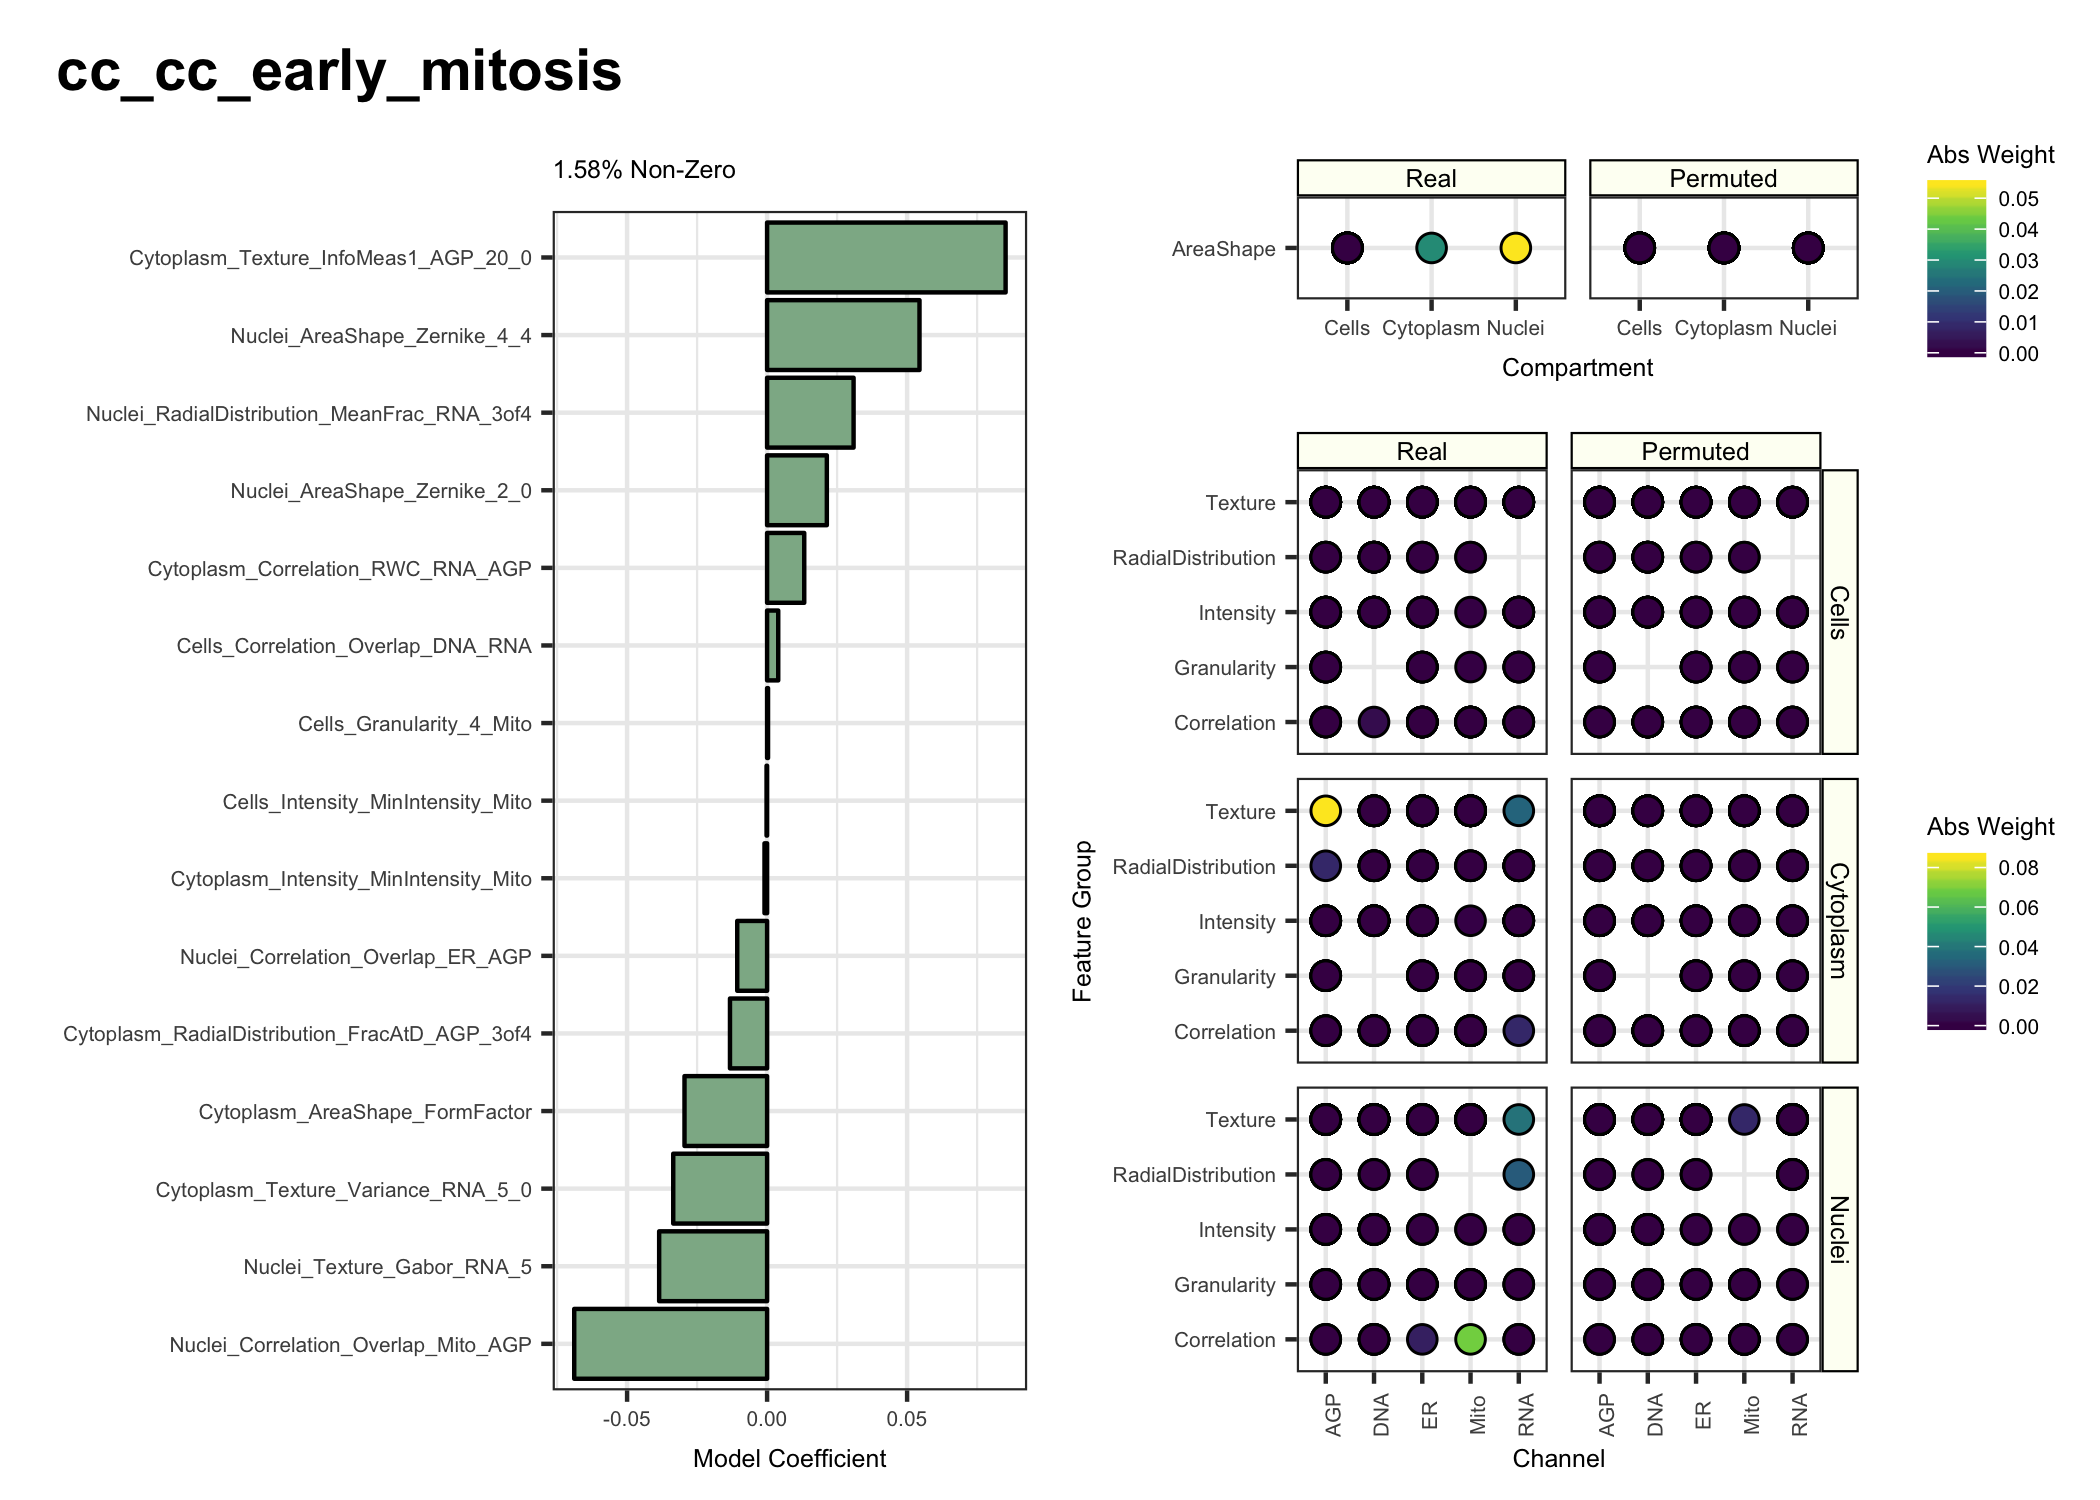 cc_cc_early_mitosis
1.58% Non-Zero
Cytoplasm_Texture_InfoMeas1_AGP_20_0
Nuclei_AreaShape_Zernike_4_4
Nuclei_RadialDistribution_MeanFrac_RNA_3of4
Nuclei_AreaShape_Zernike_2_0
Cytoplasm_Correlation_RWC_RNA_AGP
Cells_Correlation_Overlap_DNA_RNA
Cells_Granularity_4_Mito
Cells_Intensity_MinIntensity_Mito
Cytoplasm_Intensity_MinIntensity_Mito
Nuclei_Correlation_Overlap_ER_AGP
Cytoplasm_RadialDistribution_FracAtD_AGP_3of4
Cytoplasm_AreaShape_FormFactor
Cytoplasm_Texture_Variance_RNA_5_0
Nuclei_Texture_Gabor_RNA_5
Nuclei_Correlation_Overlap_Mito_AGP
-0.05 0.00 0.05
Model Coefficient
Real Permuted
AreaShape
Cells Cytoplasm Nuclei Cells Cytoplasm Nuclei
Compartment
Abs Weight
0.05
0.04
0.03
0.02
0.01
0.00
Real Permuted
Feature Group
Texture
RadialDistribution
Intensity
Granularity
Correlation
Cells
Texture
RadialDistribution
Intensity
Granularity
Correlation
Cytoplasm
Texture
RadialDistribution
Intensity
Granularity
Correlation
Nuclei
AGP DNA ER Mito RNA AGP DNA ER Mito RNA
Channel
Abs Weight
0.08
0.06
0.04
0.02
0.00